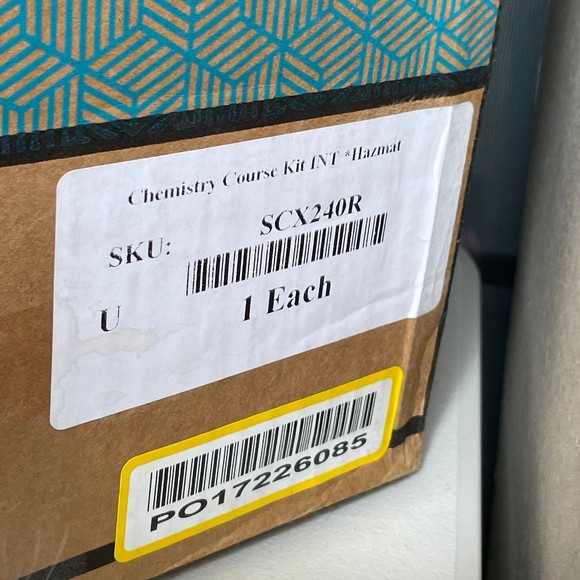 Chemistry Course Kit INT *Hazmat
SKU: SCX240R
U 1 Each
PO17226085